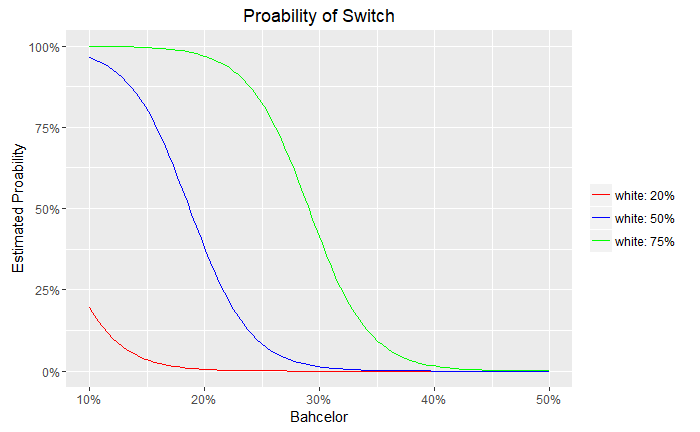 Proability of Switch
Estimated Proability
100%
75%
50%
25%
0%
10% 20% 30% 40% 50%
Bahcelor
white: 20%
white: 50%
white: 75%